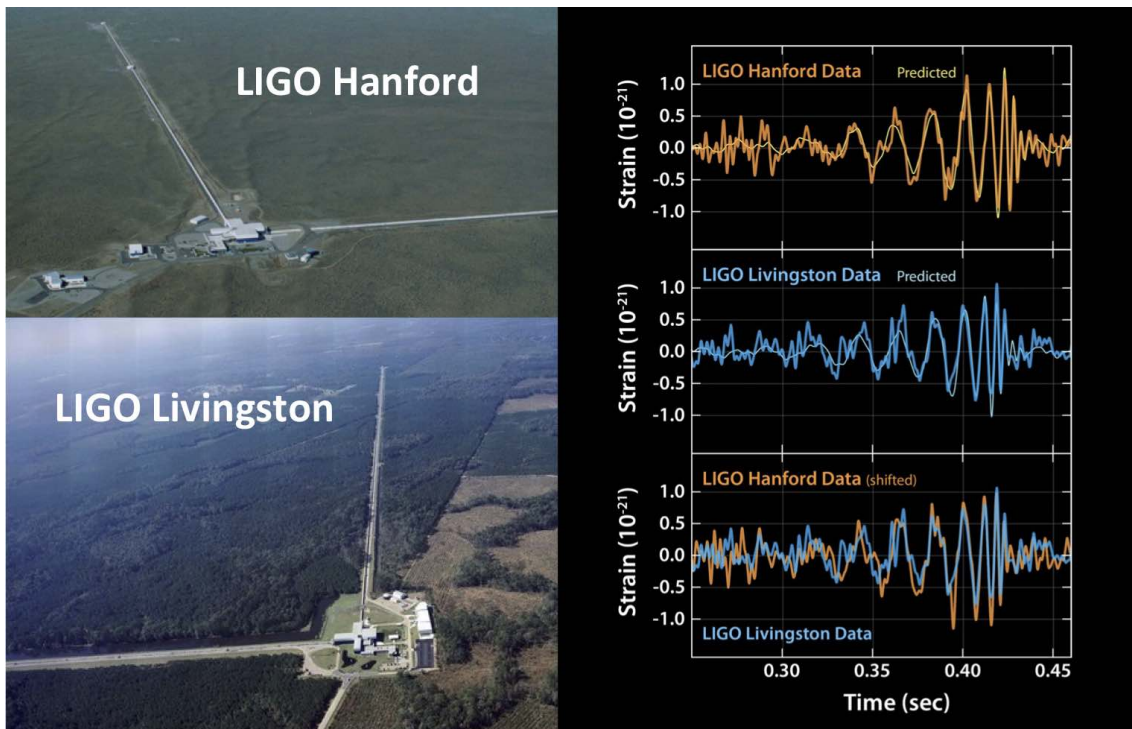 LIGO Hanford
LIGO Livingston
LIGO Hanford Data
Predicted
1.0
0.5
0.0
-0.5
-1.0
Strain (10⁻²¹)
LIGO Livingston Data
Predicted
1.0
0.5
0.0
-0.5
-1.0
Strain (10⁻²¹)
LIGO Hanford Data (shifted)
1.0
0.5
0.0
-0.5
-1.0
Strain (10⁻²¹)
LIGO Livingston Data
0.30 0.35 0.40 0.45
Time (sec)